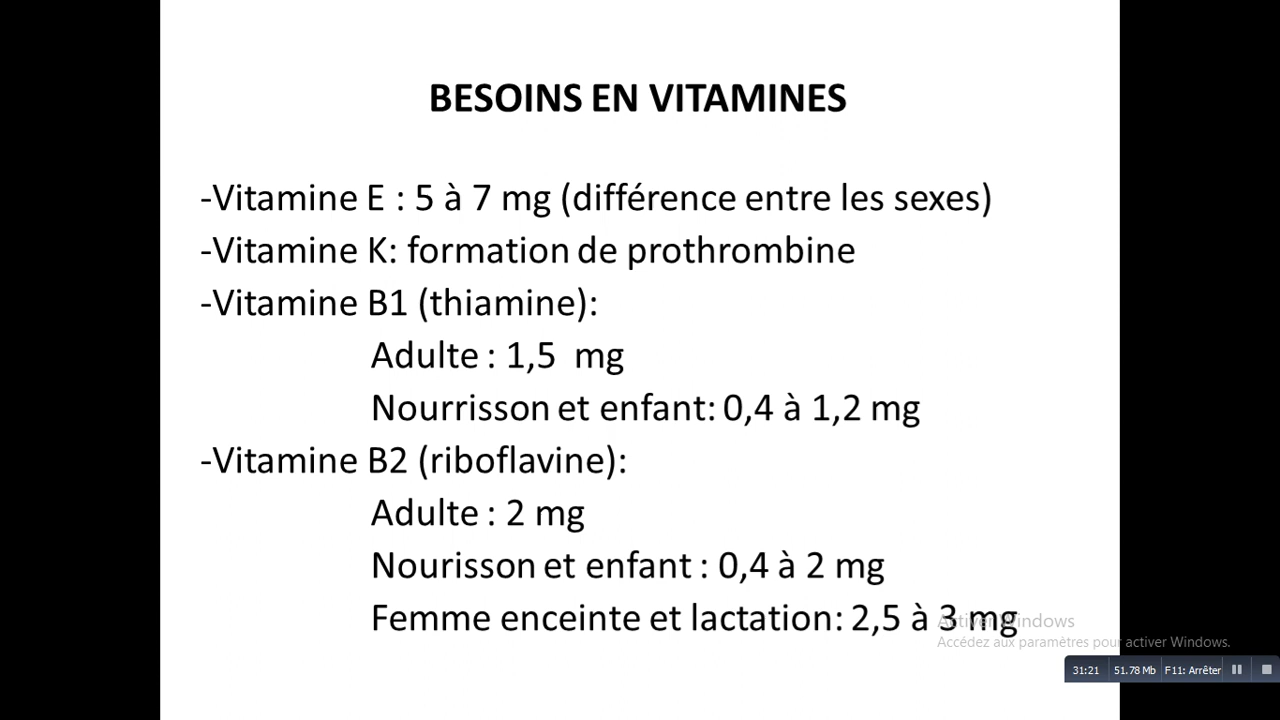 BESOINS EN VITAMINES
-Vitamine E : 5 à 7 mg (différence entre les sexes)
-Vitamine K: formation de prothrombine
-Vitamine B1 (thiamine):
Adulte : 1,5 mg
Nourrisson et enfant: 0,4 à 1,2 mg
-Vitamine B2 (riboflavine):
Adulte : 2 mg
Nourisson et enfant : 0,4 à 2 mg
Femme enceinte et lactation: 2,5 à 3 mg
Activer Windows
Accédez aux paramètres pour activer Windows.
31:21 51.78 Mb F11: Arrêter